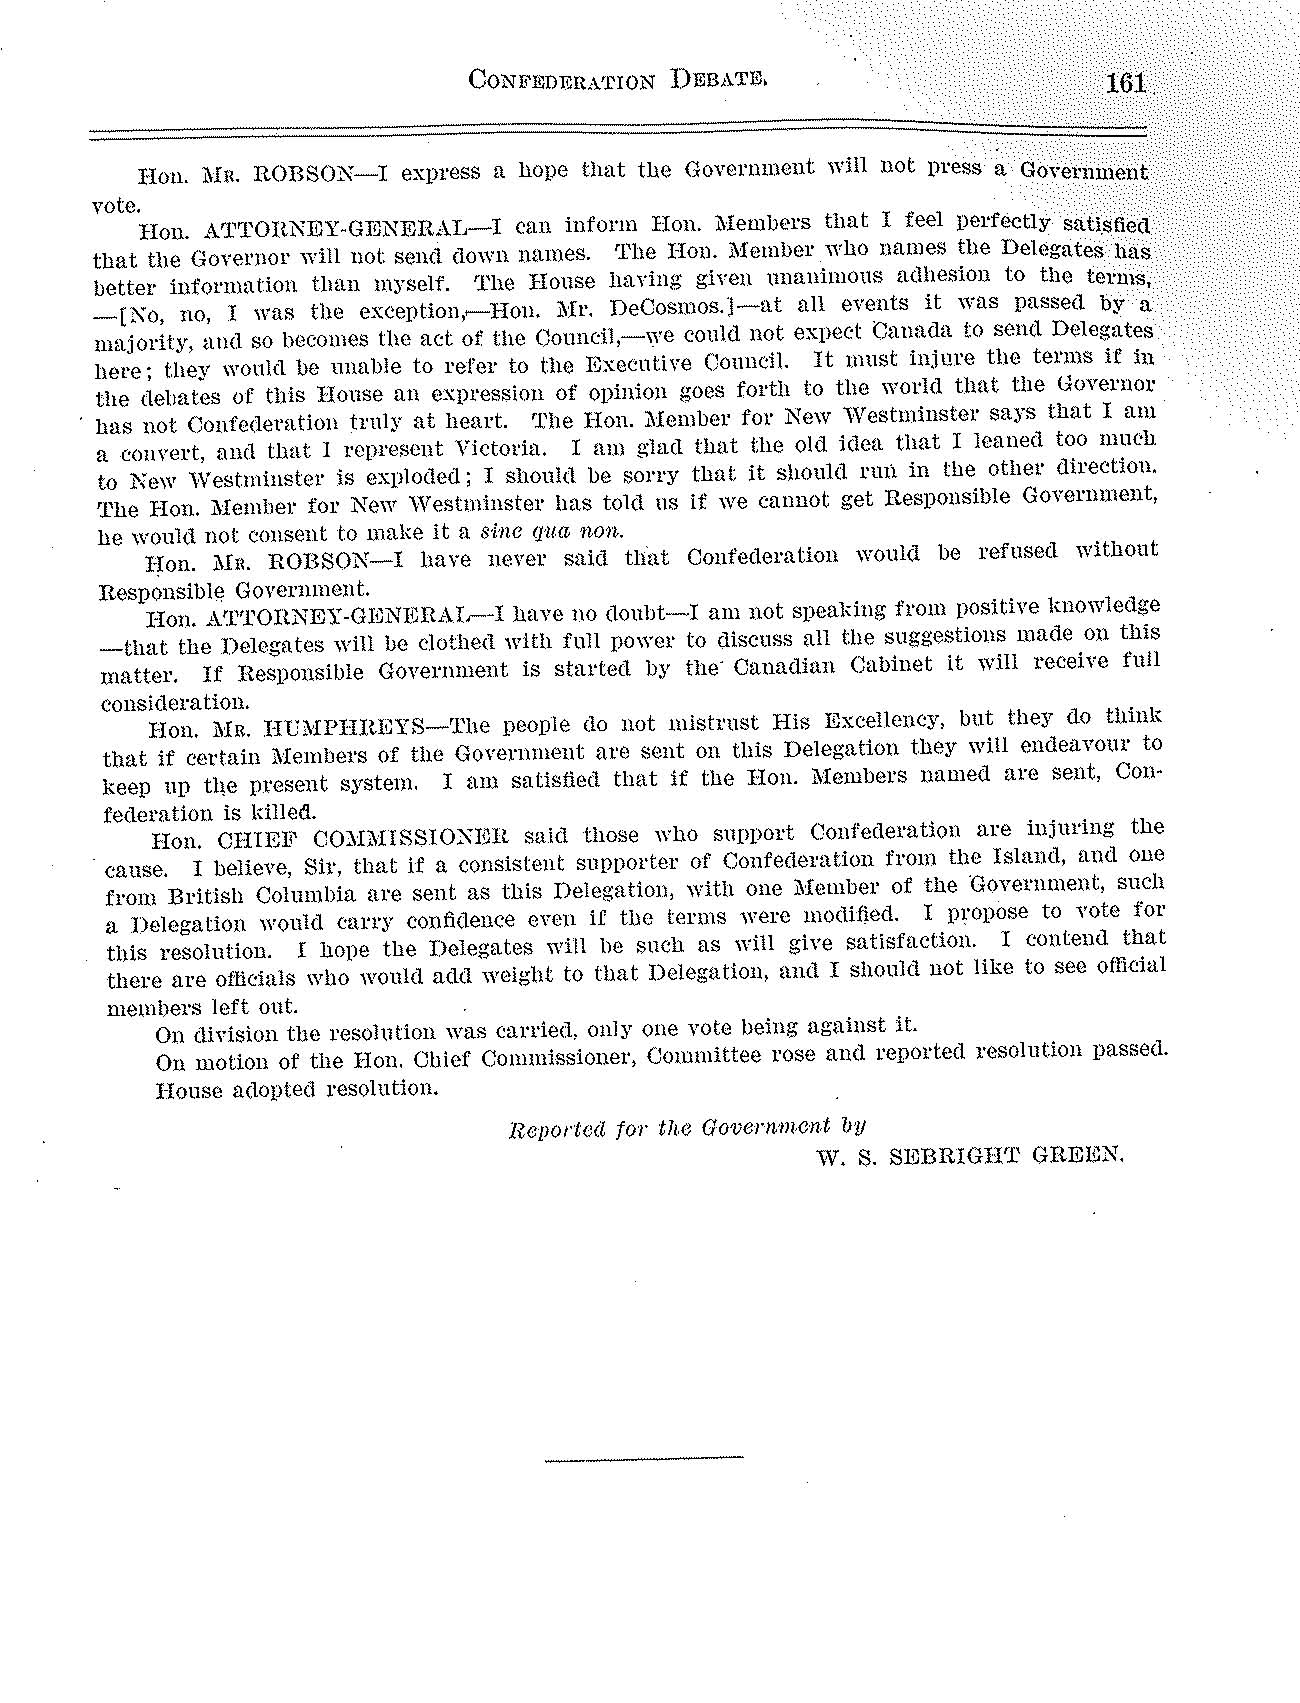 CONFEDERATION DEBATE. 161
Hon. MR. ROBSON—I express a hope that the Government will not press a Government
vote.
Hon. ATTORNEY-GENERAL—I can inform Hon. Members that I feel perfectly satisfied
that the Governor will not send down names. The Hon. Member who names the Delegates has
better information than myself. The House having given unanimous adhesion to the terms,
—[No, no, I was the exception,—Hon. Mr. DeCosmos.]—at all events it was passed by a
majority, and so becomes the act of the Council,—we could not expect Canada to send Delegates
here; they would be unable to refer to the Executive Council. It must injure the terms if in
the debates of this House an expression of opinion goes forth to the world that the Governor
has not Confederation truly at heart. The Hon. Member for New Westminster says that I am
a convert, and that I represent Victoria. I am glad that the old idea that I leaned too much
to New Westminster is exploded; I should be sorry that it should run in the other direction.
The Hon. Member for New Westminster has told us if we cannot get Responsible Government,
he would not consent to make it a sine qua non.
Hon. MR. ROBSON—I have never said that Confederation would be refused without
Responsible Government.
Hon. ATTORNEY-GENERAL—I have no doubt—I am not speaking from positive knowledge
—that the Delegates will be clothed with full power to discuss all the suggestions made on this
matter. If Responsible Government is started by the Canadian Cabinet it will receive full
consideration.
Hon. MR. HUMPHREYS—The people do not mistrust His Excellency, but they do think
that if certain Members of the Government are sent on this Delegation they will endeavour to
keep up the present system. I am satisfied that if the Hon. Members named are sent, Con-
federation is killed.
Hon. CHIEF COMMISSIONER said those who support Confederation are injuring the
cause. I believe, Sir, that if a consistent supporter of Confederation from the Island, and one
from British Columbia are sent as this Delegation, with one Member of the Government, such
a Delegation would carry confidence even if the terms were modified. I propose to vote for
this resolution. I hope the Delegates will be such as will give satisfaction. I contend that
there are officials who would add weight to that Delegation, and I should not like to see official
members left out.
On division the resolution was carried, only one vote being against it.
On motion of the Hon. Chief Commissioner, Committee rose and reported resolution passed.
House adopted resolution.
Reported for the Government by
W. S. SEBRIGHT GREEN.